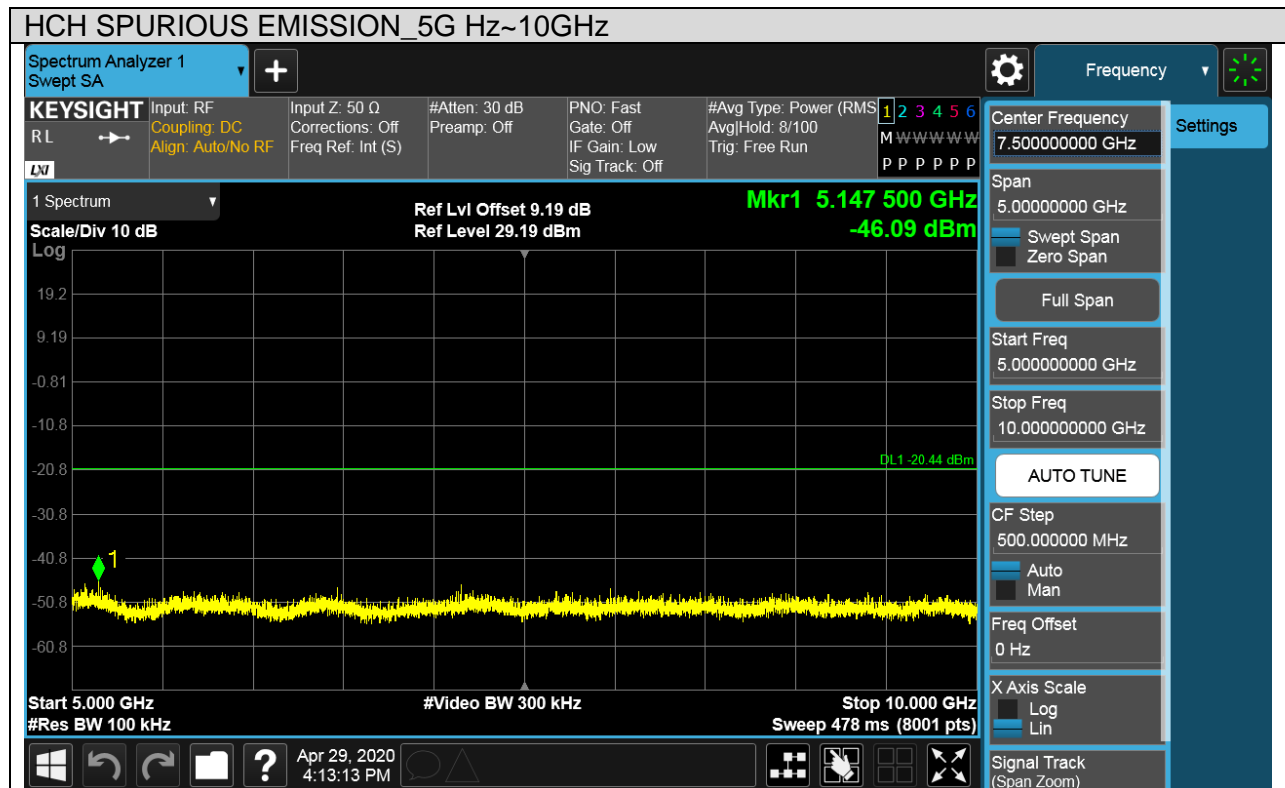 HCH SPURIOUS EMISSION_5G Hz~10GHz
Spectrum Analyzer 1
Swept SA
+
Frequency
KEYSIGHT
RL
LXI
Input: RF
Coupling: DC
Align: Auto/No RF
Input Z: 50 Ω
Corrections: Off
Freq Ref: Int (S)
#Atten: 30 dB
Preamp: Off
PNO: Fast
Gate: Off
IF Gain: Low
Sig Track: Off
#Avg Type: Power (RMS
Avg|Hold: 8/100
Trig: Free Run
1 2 3 4 5 6
M W W W W W
P P P P P P
1 Spectrum
Scale/Div 10 dB
Ref Lvl Offset 9.19 dB
Ref Level 29.19 dBm
Mkr1 5.147 500 GHz
-46.09 dBm
Log
19.2
9.19
-0.81
-10.8
-20.8
DL1 -20.44 dBm
-30.8
-40.8
1
-50.8
-60.8
Start 5.000 GHz
#Res BW 100 kHz
#Video BW 300 kHz
Stop 10.000 GHz
Sweep 478 ms (8001 pts)
?
Apr 29, 2020
4:13:13 PM
Center Frequency
7.500000000 GHz
Settings
Span
5.00000000 GHz
Swept Span
Zero Span
Full Span
Start Freq
5.000000000 GHz
Stop Freq
10.000000000 GHz
AUTO TUNE
CF Step
500.000000 MHz
Auto
Man
Freq Offset
0 Hz
X Axis Scale
Log
Lin
Signal Track
(Span Zoom)